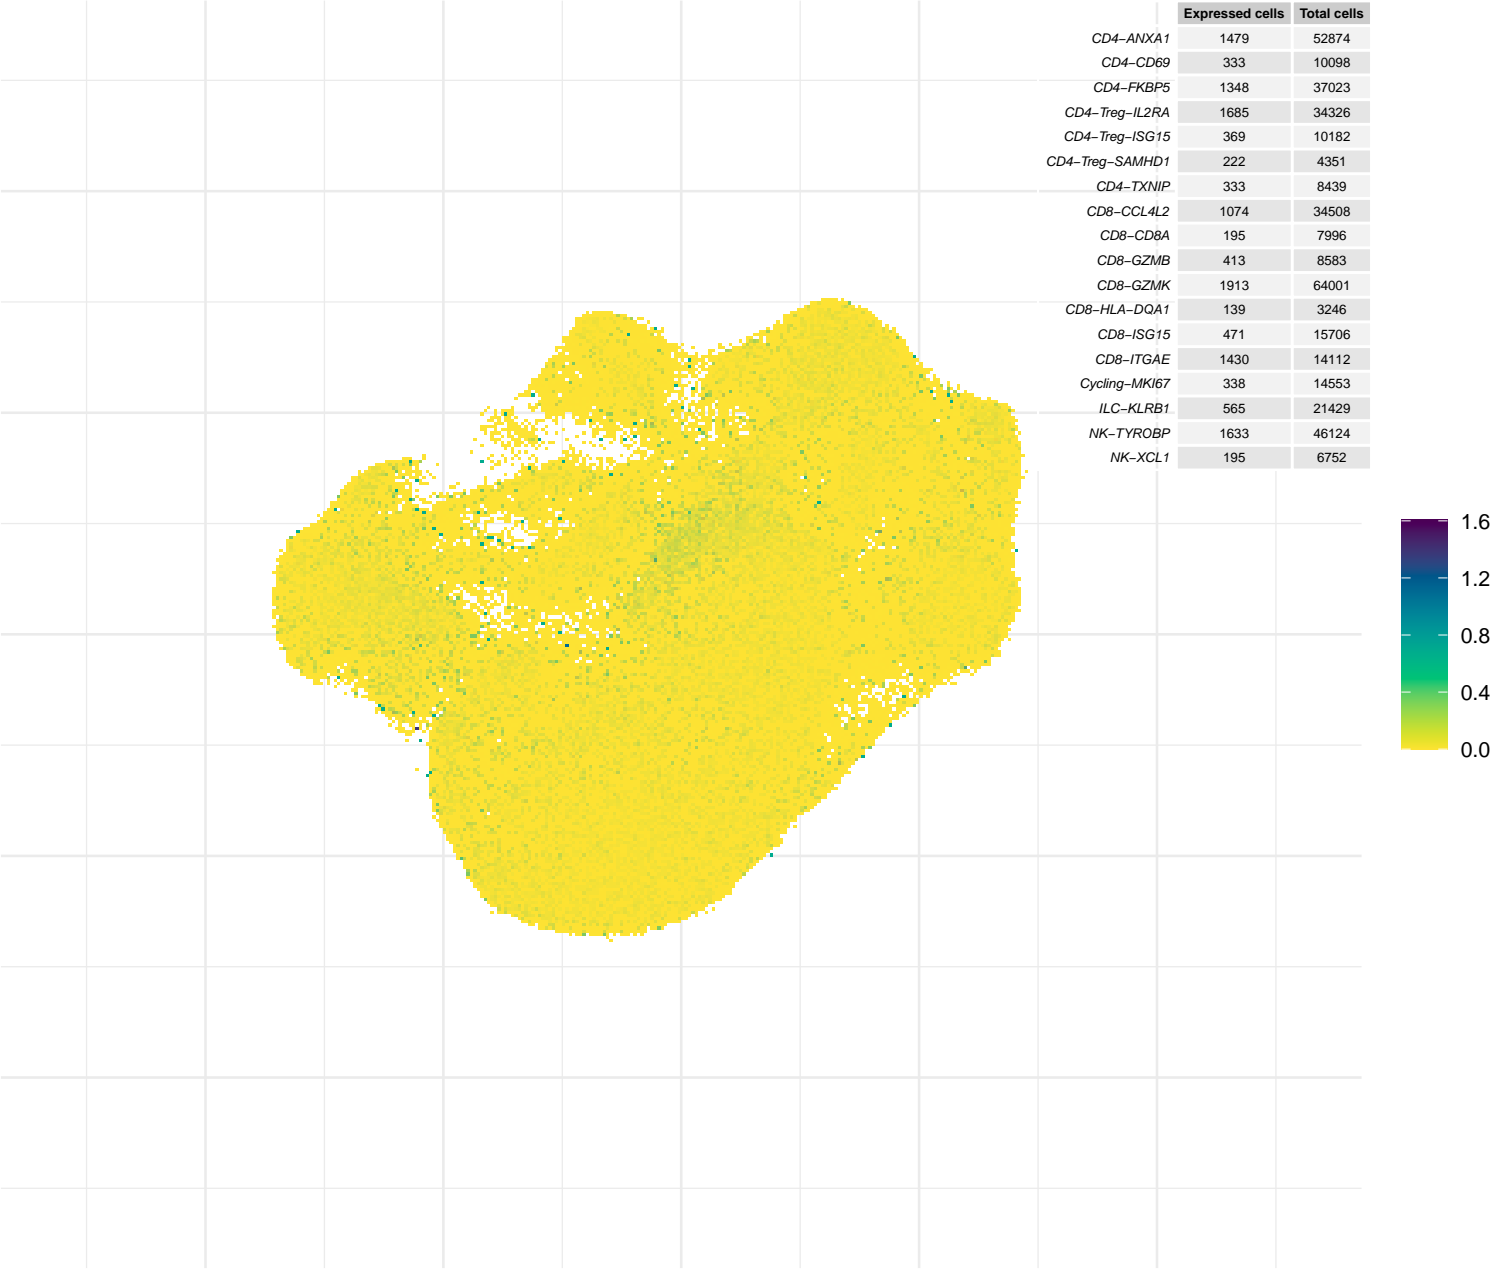 Expressed cells Total cells
CD4−ANXA1 1479 52874
CD4−CD69 333 10098
CD4−FKBP5 1348 37023
CD4−Treg−IL2RA 1685 34326
CD4−Treg−ISG15 369 10182
CD4−Treg−SAMHD1 222 4351
CD4−TXNIP 333 8439
CD8−CCL4L2 1074 34508
CD8−CD8A 195 7996
CD8−GZMB 413 8583
CD8−GZMK 1913 64001
CD8−HLA−DQA1 139 3246
CD8−ISG15 471 15706
CD8−ITGAE 1430 14112
Cycling−MKI67 338 14553
ILC−KLRB1 565 21429
NK−TYROBP 1633 46124
NK−XCL1 195 6752
1.6
1.2
0.8
0.4
0.0